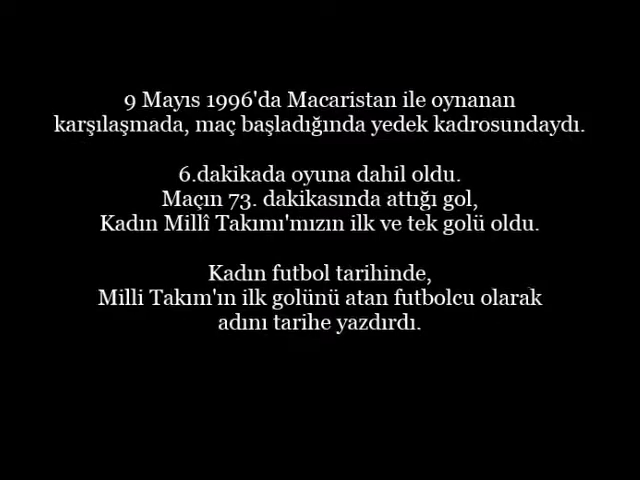 9 Mayıs 1996'da Macaristan ile oynanan
karşılaşmada, maç başladığında yedek kadrosundaydı.
6.dakikada oyuna dahil oldu.
Maçın 73. dakikasında attığı gol,
Kadın Millî Takımı'mızın ilk ve tek golü oldu.
Kadın futbol tarihinde,
Milli Takım'ın ilk golünü atan futbolcu olarak
adını tarihe yazdırdı.